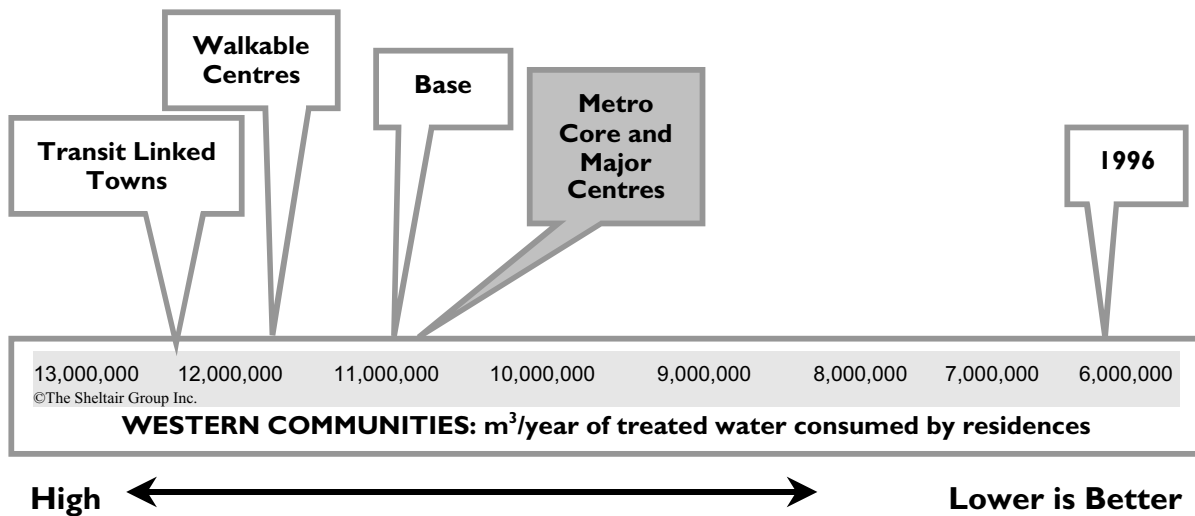 Walkable
Centres
Base
Metro
Core and
Major
Centres
Transit Linked
Towns
1996
13,000,000 12,000,000 11,000,000 10,000,000 9,000,000 8,000,000 7,000,000 6,000,000
©The Sheltair Group Inc.
WESTERN COMMUNITIES: m³/year of treated water consumed by residences
High Lower is Better